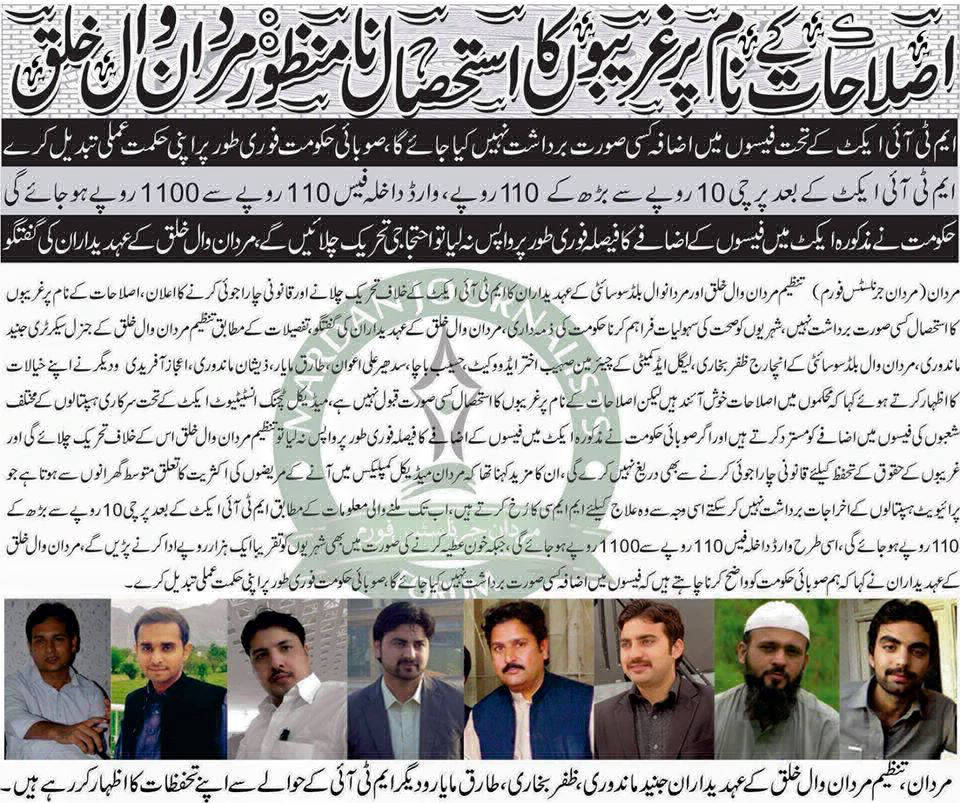 اصلاحات کے نام پر غریبوں کا استحصال نا منظور مردان وال خلق
ایم ٹی آئی ایکٹ کے تحت فیسوں میں اضافہ کسی صورت برداشت نہیں کیا جائے گا، صوبائی حکومت فوری طور پر اپنی حکمت عملی تبدیل کرے
ایم ٹی آئی ایکٹ کے بعد پرچی 10 روپے سے بڑھ کے 110 روپے، وارڈ داخلہ فیس 110 روپے سے 1100 روپے ہو جائے گی
حکومت نے مذکورہ ایکٹ میں فیسوں کے اضافے کا فیصلہ فوری طور پر واپس نہ لیا تو احتجاجی تحریک چلائیں گے، مردان وال خلق کے عہدیداران کی گفتگو
مردان (مردان جرنلسٹس فورم) تنظیم مردان وال خلق اور مردانوال بلڈ سوسائٹی کے عہدیداران کا ایم ٹی آئی ایکٹ کے خلاف تحریک چلانے اور قانونی چارا جوئی کرنے کا اعلان، اصلاحات کے نام پر غریبوں
کا استحصال کسی صورت برداشت نہیں، شہریوں کو صحت کی سہولیات فراہم کرنا حکومت کی ذمہ داری، مردان وال خلق کے عہدیداران کی گفتگو، تفصیلات کے مطابق تنظیم مردان وال خلق کے جنرل سیکرٹری جنید
ماندوری، مردان وال بلڈ سوسائٹی کے انچارج ظفر بخاری، لیگل ایڈ کمیٹی کے چیئرمین صہیب اختر ایڈووکیٹ، حسیب باچا، سدھیر علی اعوان، طارق مایار، ذیشان ماندوری، اعجاز آفریدی ودیگر نے اپنے خیالات
کا اظہار کرتے ہوئے کہا کہ محکموں میں اصلاحات خوش آئند ہیں لیکن اصلاحات کے نام پر غریبوں کا استحصال کسی صورت قبول نہیں ہے، میڈیکل ٹیچنگ انسٹیٹیوٹ ایکٹ کے تحت سرکاری ہسپتالوں کے مختلف
شعبوں کی فیسوں میں اضافے کو مسترد کرتے ہیں اور اگر صوبائی حکومت نے مذکورہ ایکٹ میں فیسوں کے اضافے کا فیصلہ فوری طور پر واپس نہ لیا تو تنظیم مردان وال خلق اس کے خلاف تحریک چلائے گی اور
غریبوں کے حقوق کے تحفظ کیلئے قانونی چارا جوئی کرنے سے بھی دریغ نہیں کرے گی، ان کا مزید کہنا تھا کہ مردان میڈیکل کمپلیکس میں آنے کے مریضوں کی اکثریت کا تعلق متوسط گھرانوں سے ہوتا ہے جو
پرائیویٹ ہسپتالوں کے اخراجات برداشت نہیں کر سکتے اسی وجہ سے وہ علاج کیلئے ایم ایم سی کا رخ کرتے ہیں، اب تک ملنے والی معلومات کے مطابق ایم ٹی آئی ایکٹ کے بعد پرچی 10 روپے سے بڑھ کے
110 روپے ہو جائے گی، اسی طرح وارڈ داخلہ فیس 110 روپے سے 1100 روپے ہو جائے گی، جبکہ خون عطیہ کرنے کی صورت میں بھی شہریوں کو تقریبا ایک ہزار روپے ادا کرنے پڑیں گے، مردان وال خلق
کے عہدیداران نے کہا کہ ہم صوبائی حکومت کو واضح کرنا چاہتے ہیں کہ فیسوں میں اضافہ کسی صورت برداشت نہیں کیا جائے گا، صوبائی حکومت فوری طور پر اپنی حکمت عملی تبدیل کرے۔
MARDAN JOURNALISTS
مردان جرنلسٹس فورم
FORUM
مردان، تنظیم مردان وال خلق کے عہدیداران جنید ماندوری، ظفر بخاری، طارق مایار و دیگر ایم ٹی آئی کے حوالے سے اپنے تحفظات کا اظہار کر رہے ہیں۔